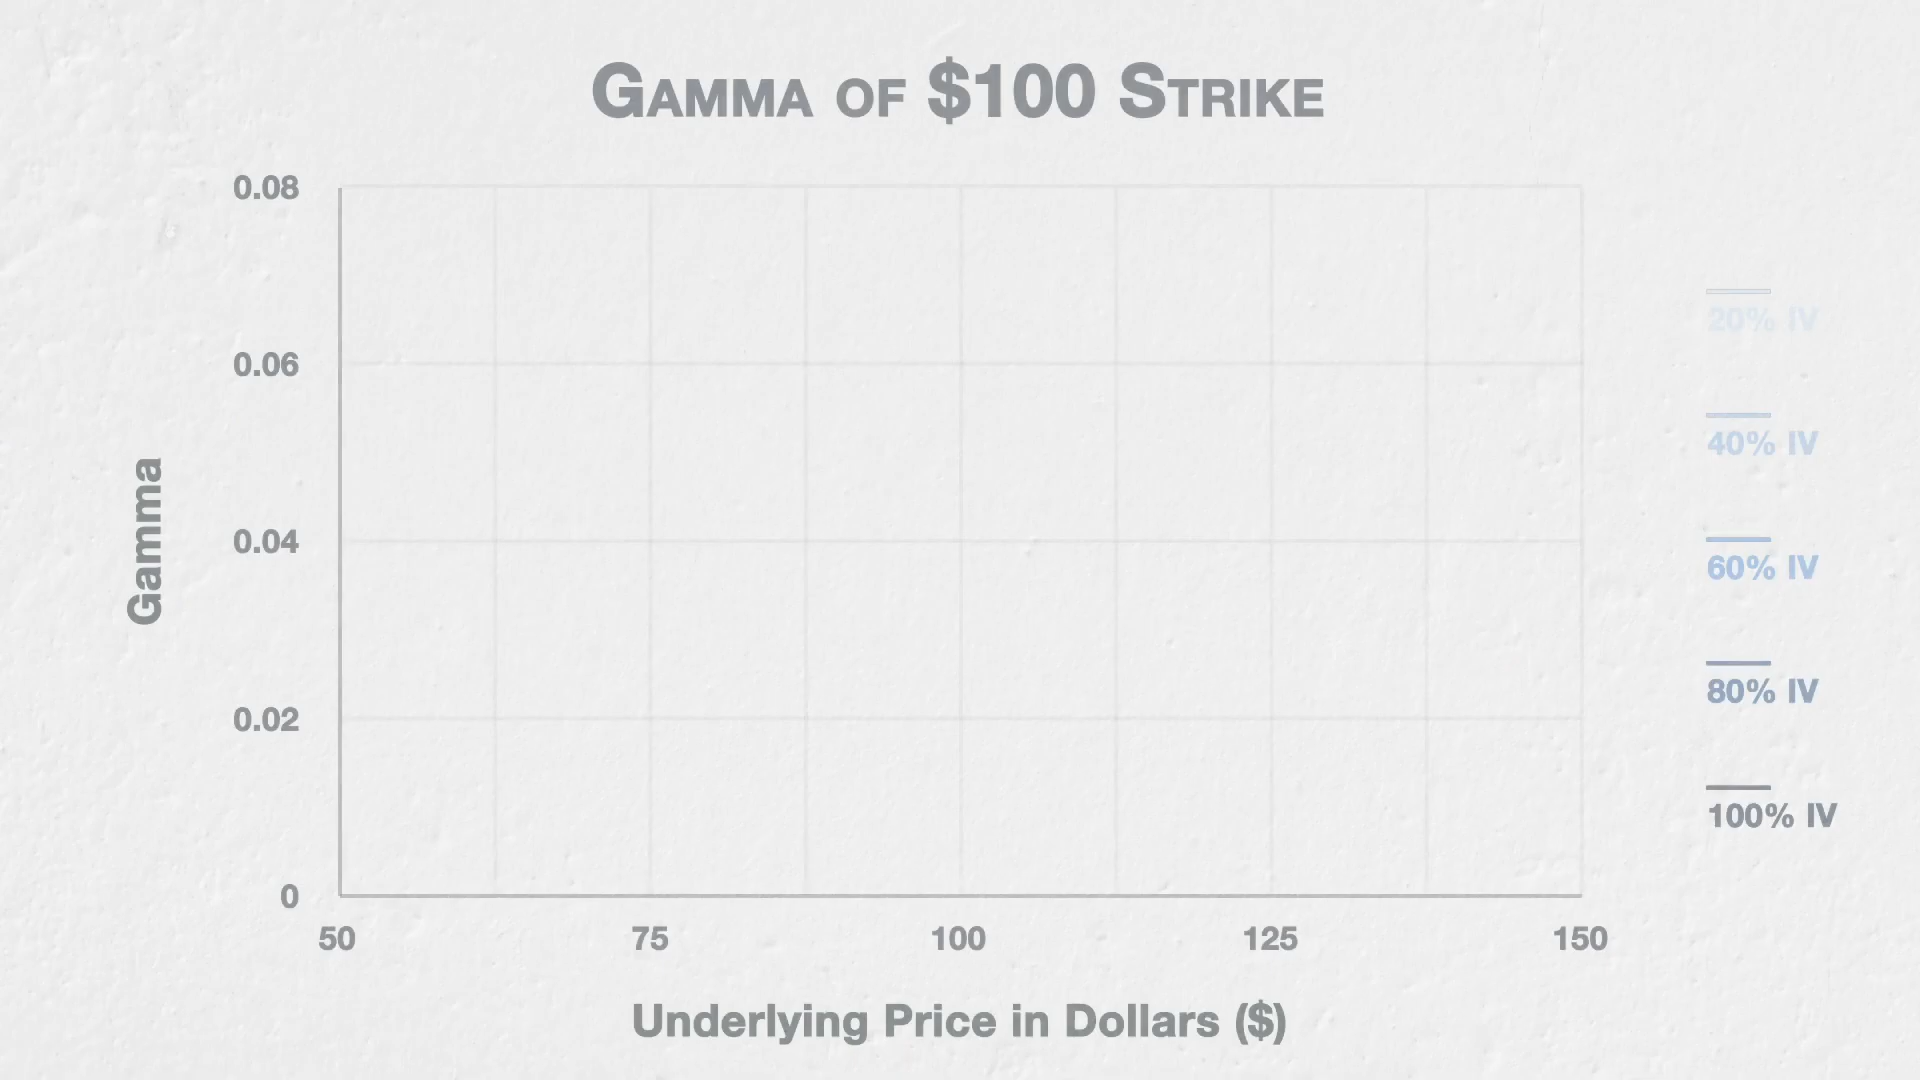 GAMMA OF $100 STRIKE
0.08
0.06
0.04
0.02
0
Gamma
50
75
100
125
150
Underlying Price in Dollars ($)
20% IV
40% IV
60% IV
80% IV
100% IV